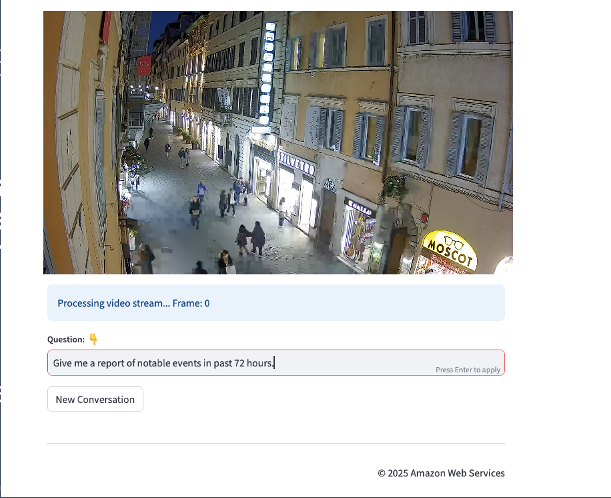 GALLO
MOSCOT
Processing video stream... Frame: 0
Question: 👇
Give me a report of notable events in past 72 hours.
Press Enter to apply
New Conversation
© 2025 Amazon Web Services